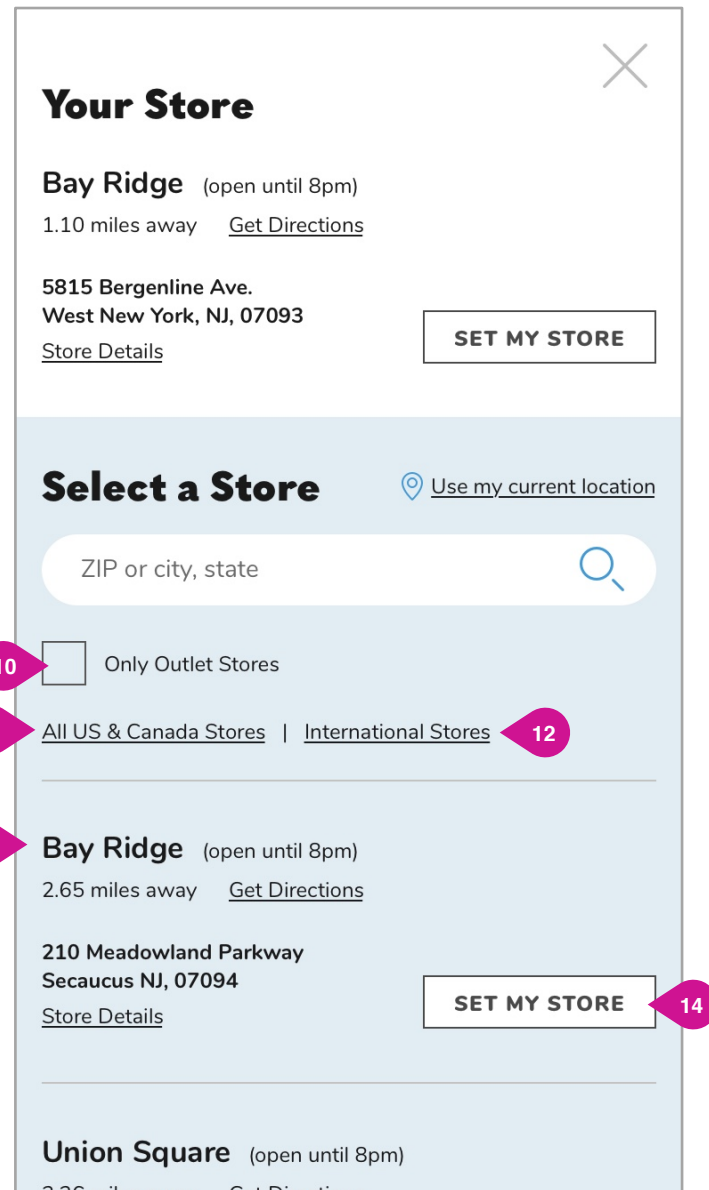 Your Store
Bay Ridge (open until 8pm)
1.10 miles away Get Directions
5815 Bergenline Ave.
West New York, NJ, 07093
Store Details
SET MY STORE
Select a Store
Use my current location
ZIP or city, state
10 Only Outlet Stores
All US & Canada Stores | International Stores 12
Bay Ridge (open until 8pm)
2.65 miles away Get Directions
210 Meadowland Parkway
Secaucus NJ, 07094
Store Details
SET MY STORE 14
Union Square (open until 8pm)